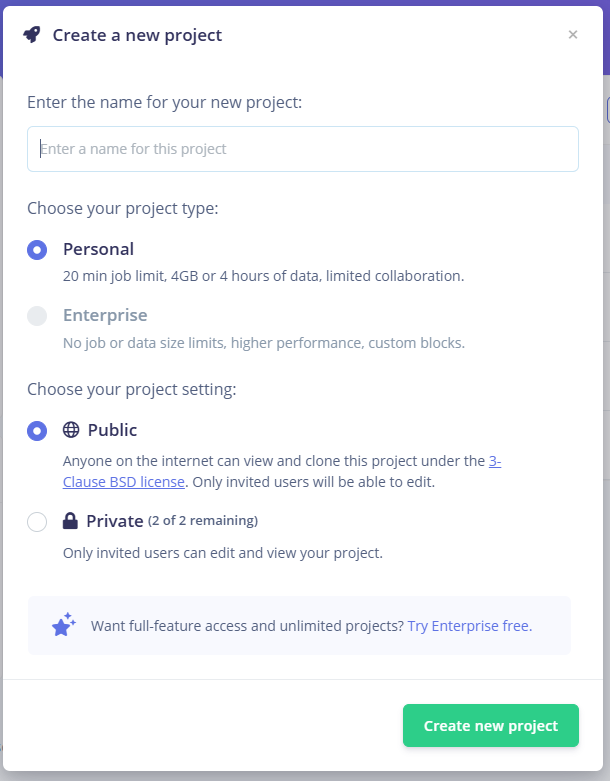 Create a new project
×
Enter the name for your new project:
Enter a name for this project
Choose your project type:
Personal
20 min job limit, 4GB or 4 hours of data, limited collaboration.
Enterprise
No job or data size limits, higher performance, custom blocks.
Choose your project setting:
Public
Anyone on the internet can view and clone this project under the 3-
Clause BSD license. Only invited users will be able to edit.
Private (2 of 2 remaining)
Only invited users can edit and view your project.
Want full-feature access and unlimited projects? Try Enterprise free.
Create new project